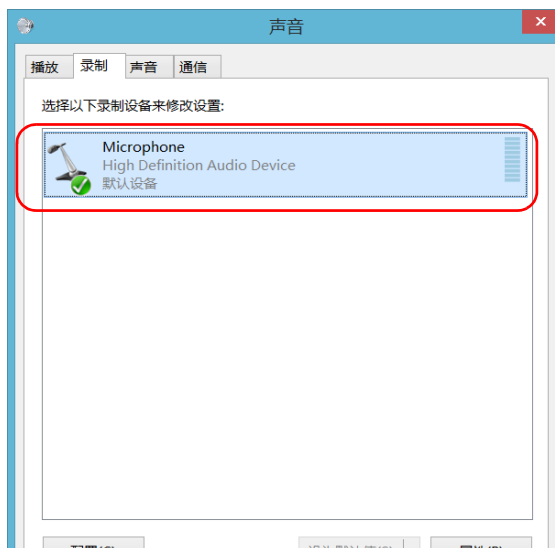 声音
播放 录制 声音 通信
选择以下录制设备来修改设置:
Microphone
High Definition Audio Device
默认设备